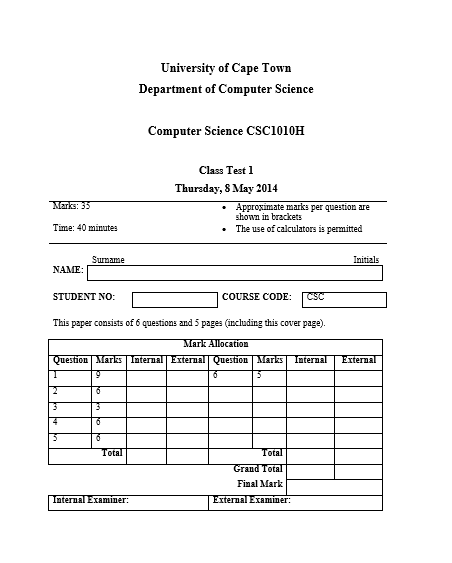 University of Cape Town
Department of Computer Science
Computer Science CSC1010H
Class Test 1
Thursday, 8 May 2014
Marks: 35
• Approximate marks per question are
shown in brackets
Time: 40 minutes
• The use of calculators is permitted
Surname Initials
NAME:
STUDENT NO: COURSE CODE: CSC
This paper consists of 6 questions and 5 pages (including this cover page).
Mark Allocation
Question Marks Internal External Question Marks Internal External
1 9 6 5
2 6
3 3
4 6
5 6
Total Total
Grand Total
Final Mark
Internal Examiner: External Examiner: